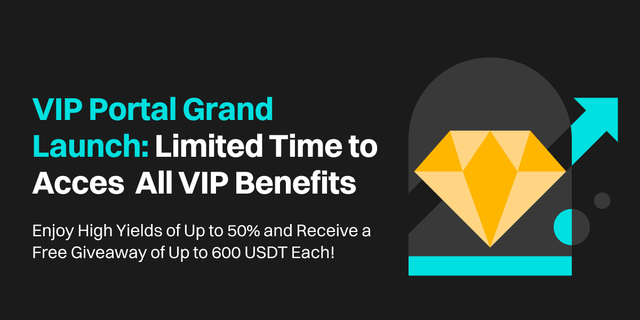 VIP Portal Grand
Launch: Limited Time to
Acces All VIP Benefits
Enjoy High Yields of Up to 50% and Receive a
Free Giveaway of Up to 600 USDT Each!